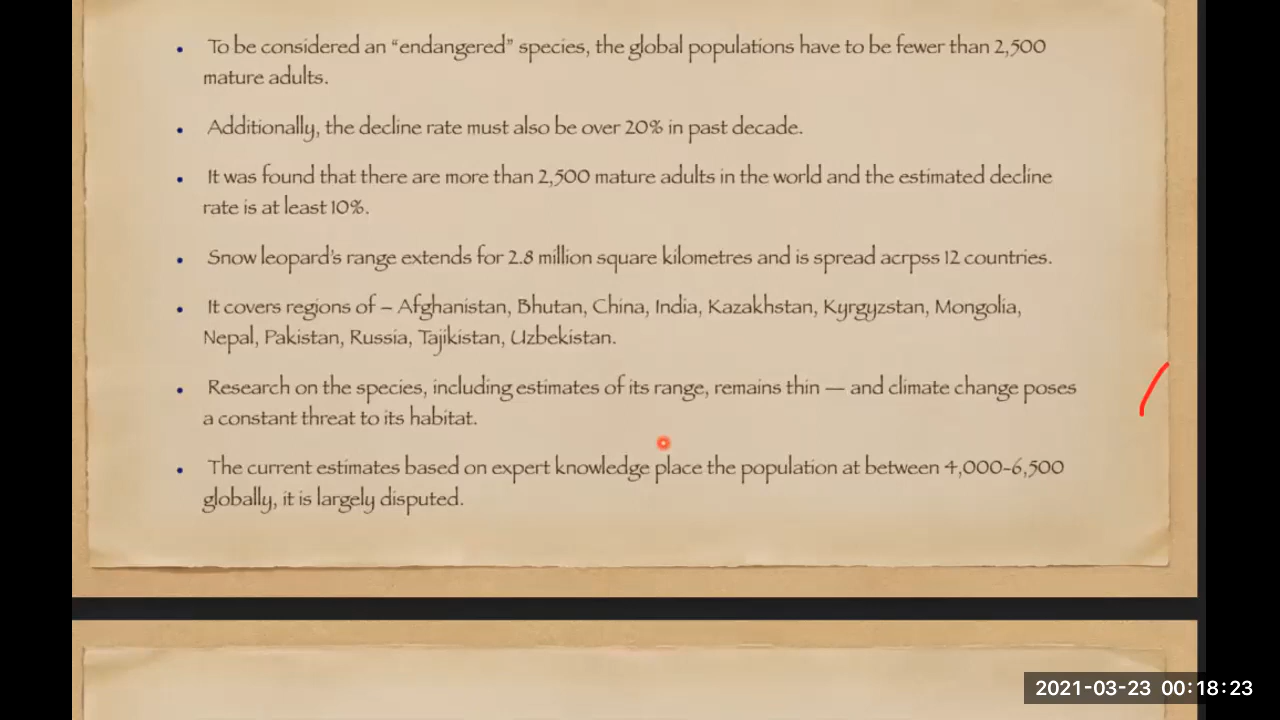 • To be considered an “endangered” species, the global populations have to be fewer than 2,500
mature adults.
• Additionally, the decline rate must also be over 20% in past decade.
• It was found that there are more than 2,500 mature adults in the world and the estimated decline
rate is at least 10%.
• Snow leopard's range extends for 2.8 million square kilometres and is spread acrpss 12 countries.
• It covers regions of – Afghanistan, Bhutan, China, India, Kazakhstan, Kyrgyzstan, Mongolia,
Nepal, Pakistan, Russia, Tajikistan, Uzbekistan.
• Research on the species, including estimates of its range, remains thin — and climate change poses
a constant threat to its habitat.
• The current estimates based on expert knowledge place the population at between 4,000-6,500
globally, it is largely disputed.
2021-03-23 00:18:23